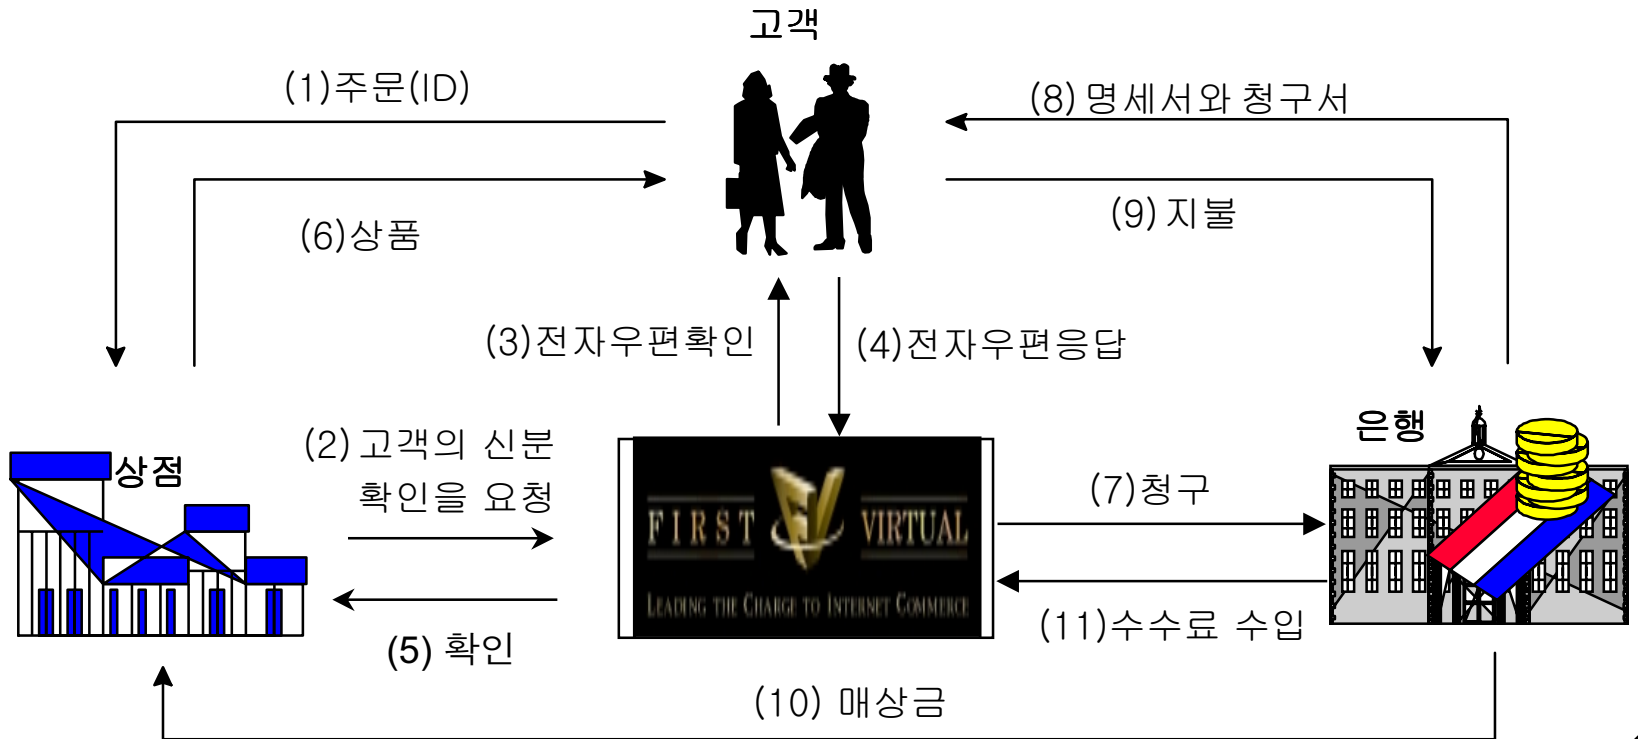 고객
(1)주문(ID)
(8) 명세서와 청구서
(6)상품
(9) 지불
(3)전자우편확인
(4)전자우편응답
상점
(2) 고객의 신분
확인을 요청
은행
(7)청구
FIRST VIRTUAL
LEADING THE CHARGE TO INTERNET COMMERCE
(5) 확인
(11)수수료 수입
(10) 매상금